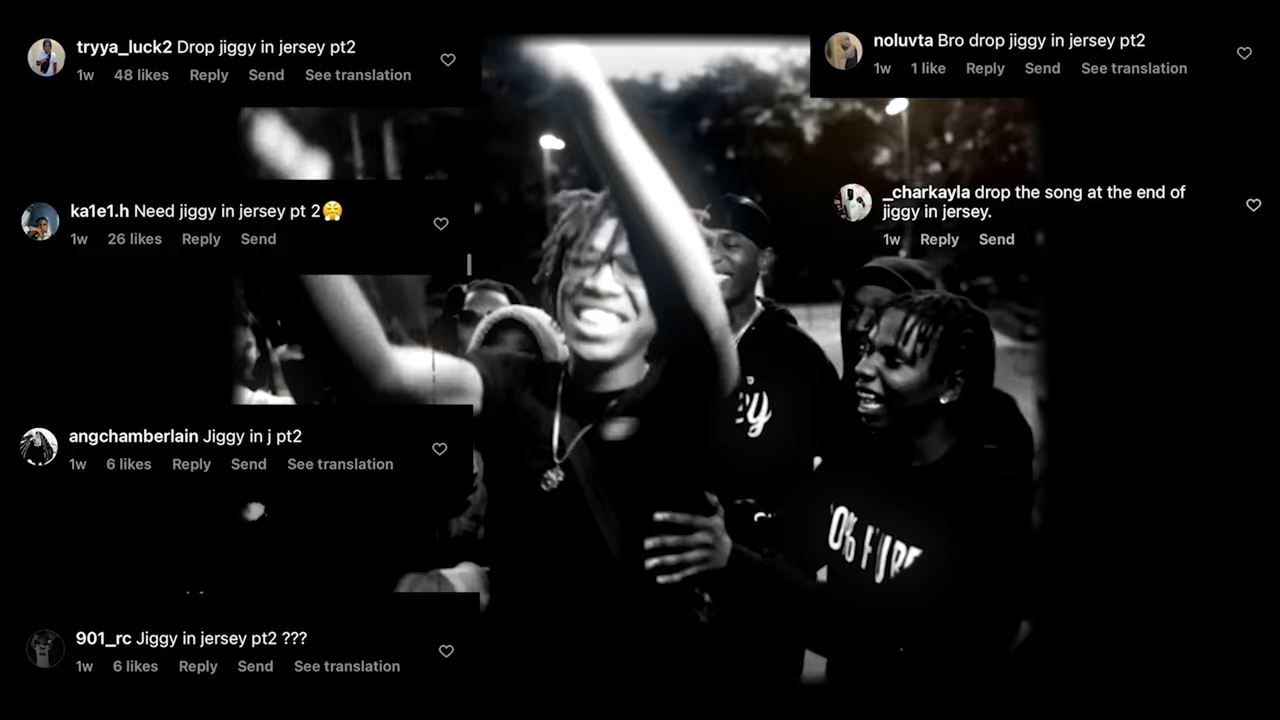 tryya_luck2 Drop jiggy in jersey pt2
1w 48 likes Reply Send See translation
noluvta Bro drop jiggy in jersey pt2
1w 1 like Reply Send See translation
ka1e1.h Need jiggy in jersey pt 2😤
1w 26 likes Reply Send
_charkayla drop the song at the end of
jiggy in jersey.
1w Reply Send
angchamberlain Jiggy in j pt2
1w 6 likes Reply Send See translation
901_rc Jiggy in jersey pt2 ???
1w 6 likes Reply Send See translation
0% FURE